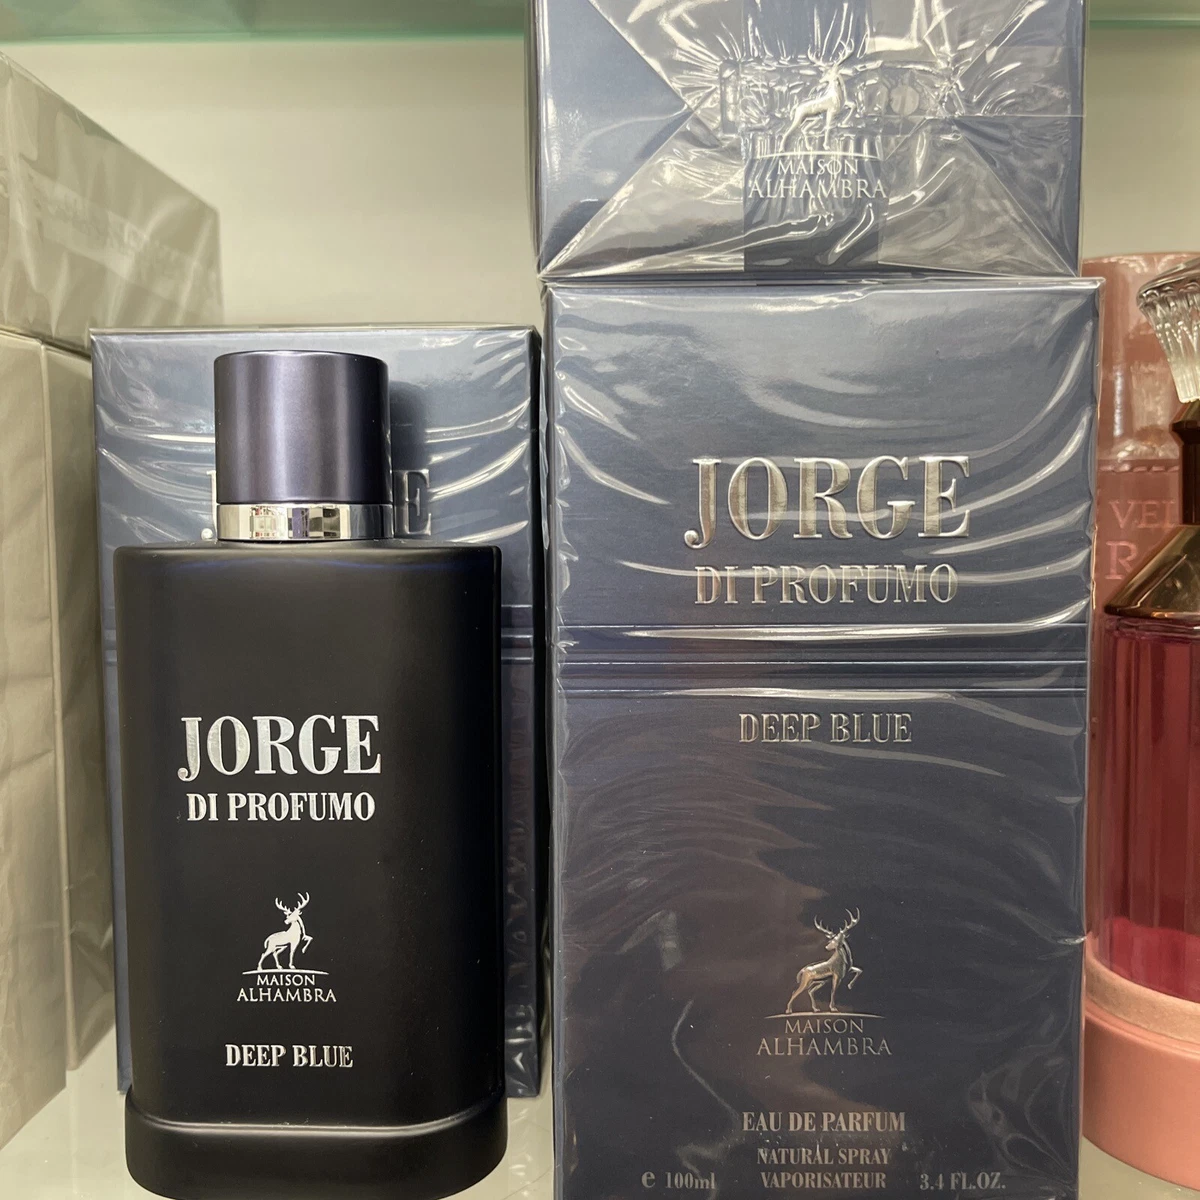 MAISON
ALHAMBRA
JORGE
DI PROFUMO
DEEP BLUE
MAISON
ALHAMBRA
EAU DE PARFUM
NATURAL SPRAY
e 100ml VAPORISATEUR 3.4 FL.OZ.
E
JORGE
DI PROFUMO
MAISON
ALHAMBRA
DEEP BLUE
VEL
R